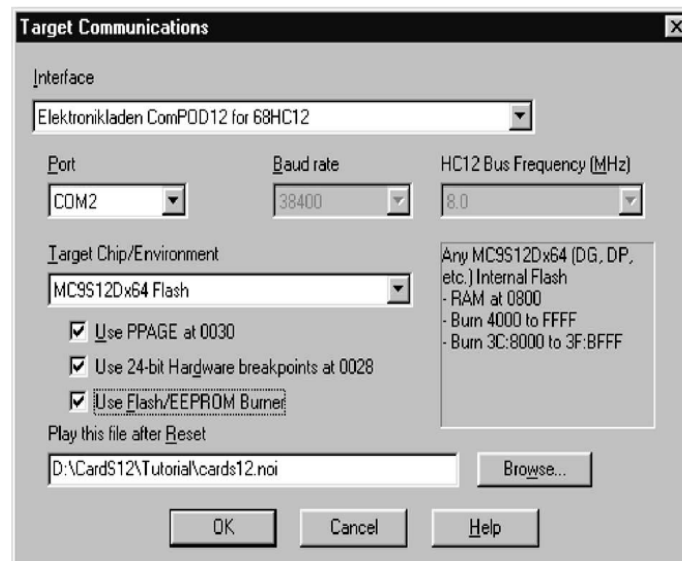 Target Communications
Interface
Elektronikladen ComPOD12 for 68HC12
Port
Baud rate
HC12 Bus Frequency (MHz)
COM2
38400
8.0
Target Chip/Environment
MC9S12Dx64 Flash
Use PPAGE at 0030
Use 24-bit Hardware breakpoints at 0028
Use Flash/EEPROM Burner
Any MC9S12Dx64 (DG, DP,
etc.) Internal Flash
- RAM at 0800
- Burn 4000 to FFFF
- Burn 3C:8000 to 3F:BFFF
Play this file after Reset
D:\CardS12\Tutorial\cards12.noi
Browse...
OK
Cancel
Help